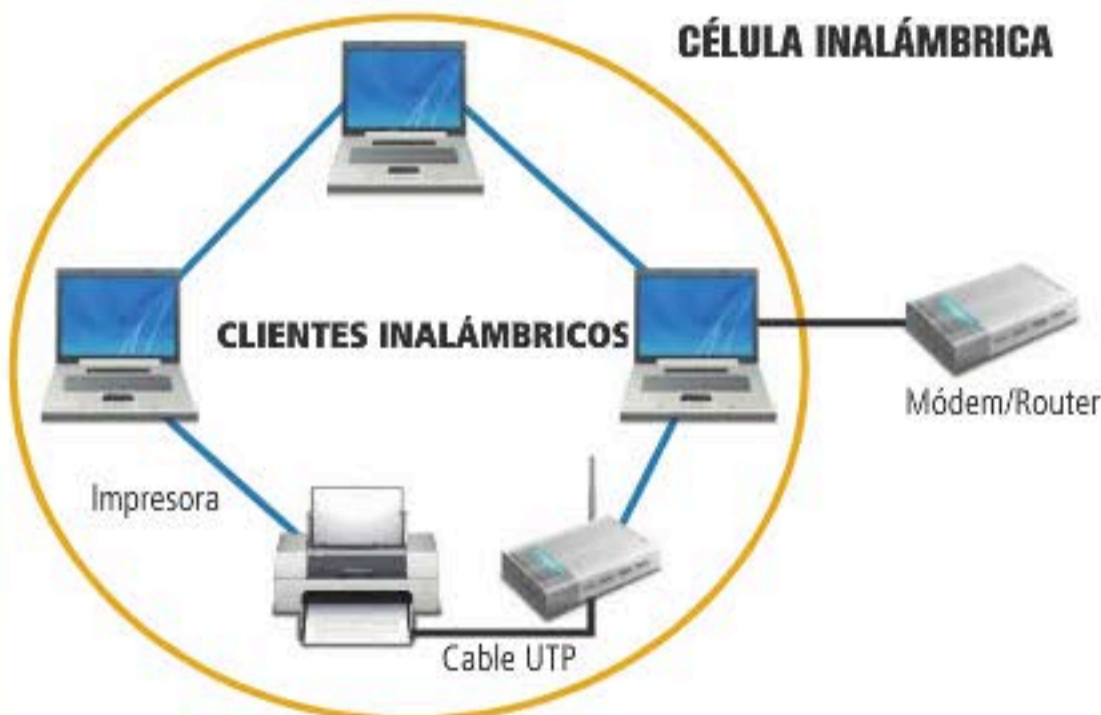 CÉLULA INALÁMBRICA
CLIENTES INALÁMBRICOS
Módem/Router
Impresora
Cable UTP